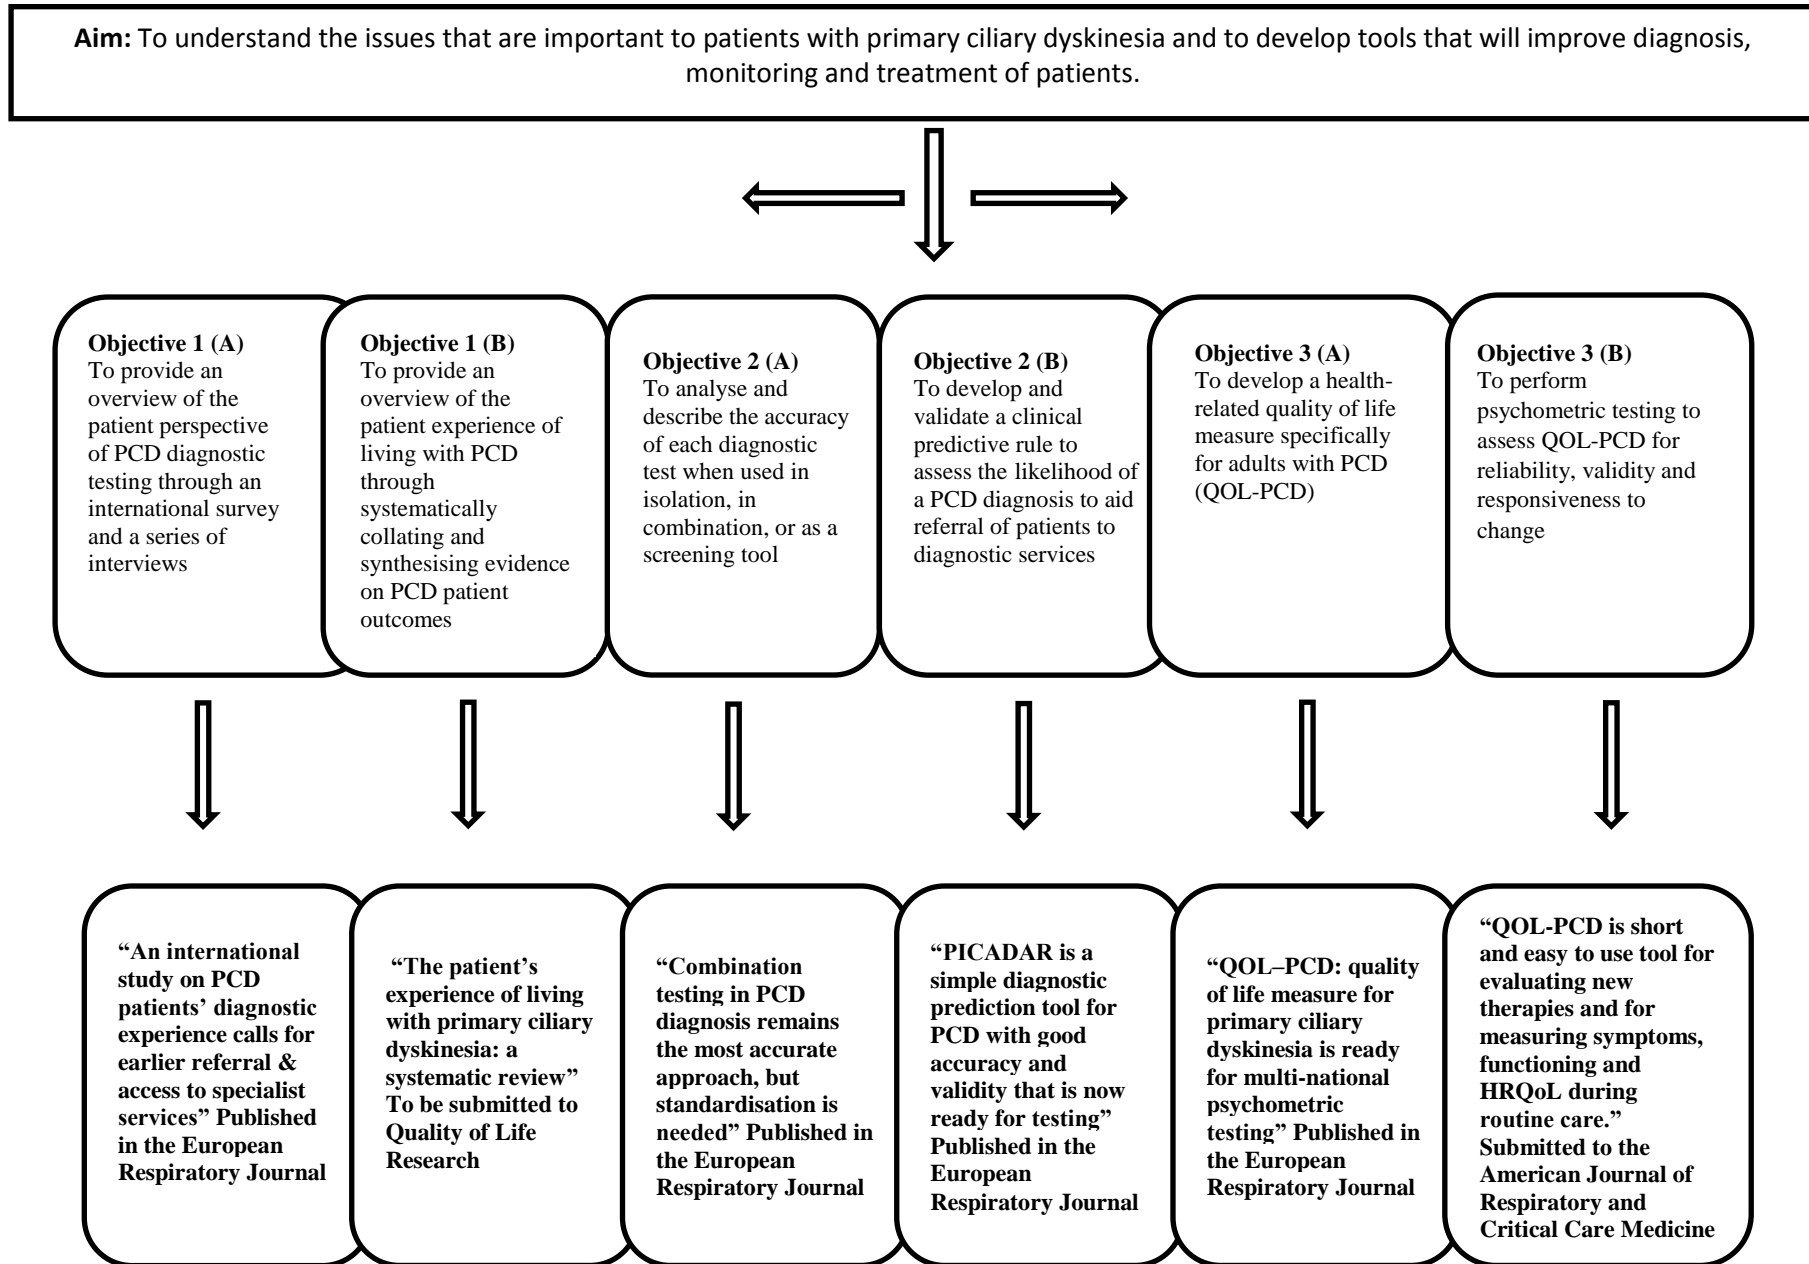 Aim: To understand the issues that are important to patients with primary ciliary dyskinesia and to develop tools that will improve diagnosis,
monitoring and treatment of patients.
Objective 1 (A)
To provide an
overview of the
patient perspective
of PCD diagnostic
testing through an
international survey
and a series of
interviews
Objective 1 (B)
To provide an
overview of the
patient experience of
living with PCD
through
systematically
collating and
synthesising evidence
on PCD patient
outcomes
Objective 2 (A)
To analyse and
describe the accuracy
of each diagnostic
test when used in
isolation, in
combination, or as a
screening tool
Objective 2 (B)
To develop and
validate a clinical
predictive rule to
assess the likelihood of
a PCD diagnosis to aid
referral of patients to
diagnostic services
Objective 3 (A)
To develop a health-
related quality of life
measure specifically
for adults with PCD
(QOL-PCD)
Objective 3 (B)
To perform
psychometric testing to
assess QOL-PCD for
reliability, validity and
responsiveness to
change
“An international
study on PCD
patients’ diagnostic
experience calls for
earlier referral &
access to specialist
services” Published
in the European
Respiratory Journal
“The patient’s
experience of living
with primary ciliary
dyskinesia: a
systematic review”
To be submitted to
Quality of Life
Research
“Combination
testing in PCD
diagnosis remains
the most accurate
approach, but
standardisation is
needed” Published in
the European
Respiratory Journal
“PICADAR is a
simple diagnostic
prediction tool for
PCD with good
accuracy and
validity that is now
ready for testing”
Published in the
European
Respiratory Journal
“QOL–PCD: quality
of life measure for
primary ciliary
dyskinesia is ready
for multi-national
psychometric
testing” Published in
the European
Respiratory Journal
“QOL-PCD is short
and easy to use tool for
evaluating new
therapies and for
measuring symptoms,
functioning and
HRQoL during
routine care.”
Submitted to the
American Journal of
Respiratory and
Critical Care Medicine